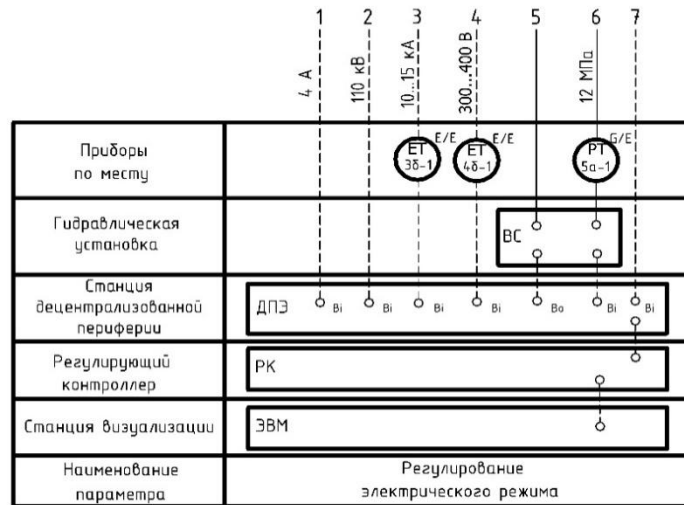 1 2 3 4 5 6 7
4 А
110 кВ
10...15 кА
300...400 В
12 МПа
Приборы
по месту
ET
3δ-1
E/E
ET
4δ-1
E/E
PT
5а-1
G/E
Гидравлическая
установка
ВС
Станция
децентрализованной
периферии
ДПЭ
Bi Bi Bi Bi Bo Bi Bi
Регулирующий
контроллер
РК
Станция визуализации
ЭВМ
Наименование
параметра
Регулирование
электрического режима